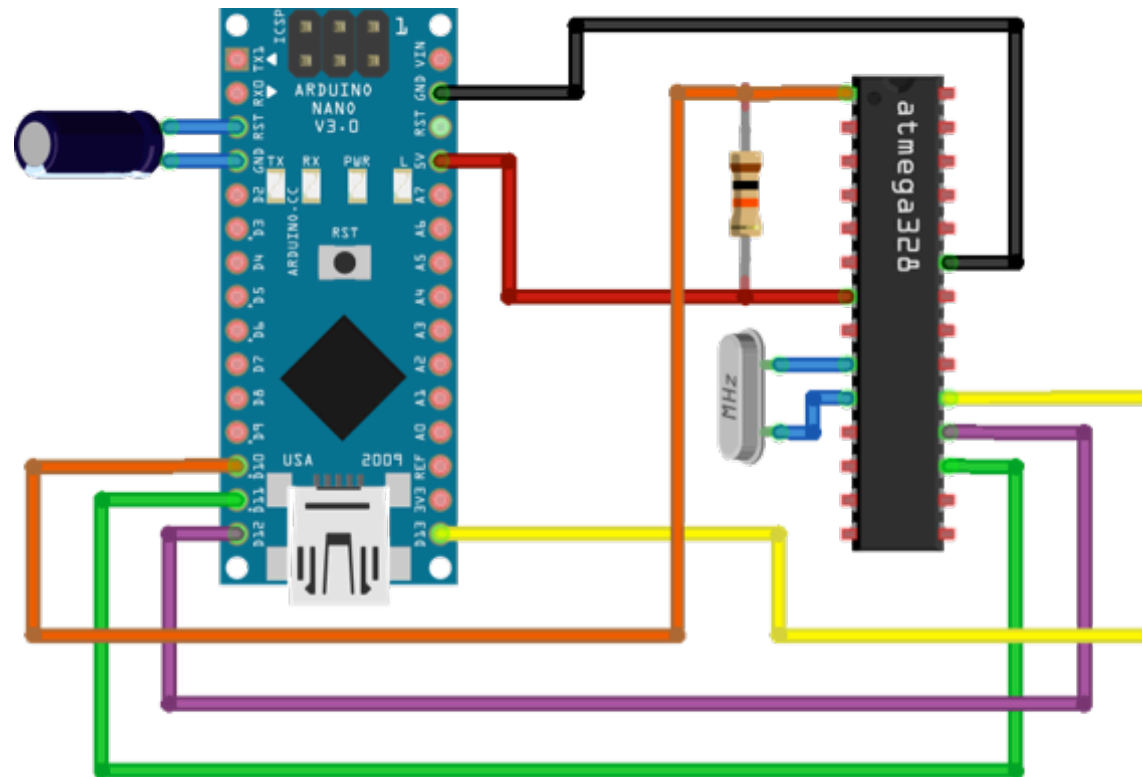 ICSP
1
TX1
RX0
RST
GND
D2
D3
D4
D5
D6
D7
D8
D9
D10
D11
D12
ARDUINO
NANO
V3.0
TX RX PWR L
ARDUINO.CC
RST
USA 2009
VIN
GND
RST
5V
A7
A6
A5
A4
A3
A2
A1
A0
REF
3V3
D13
MHz
atmega328